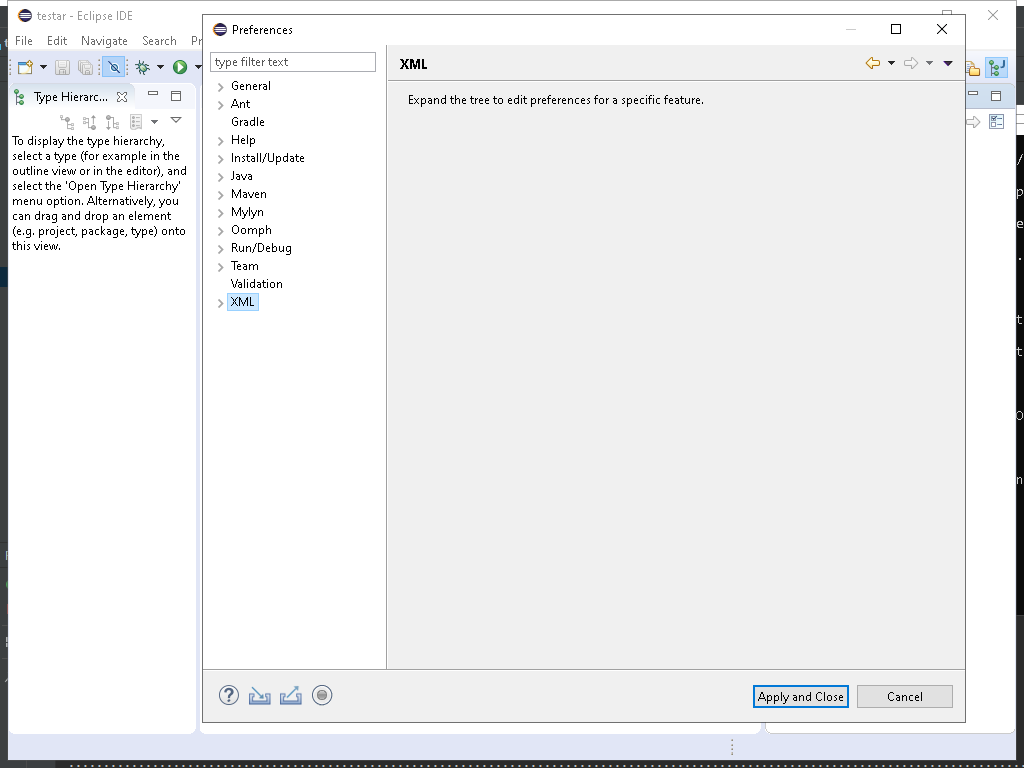 testar - Eclipse IDE
File Edit Navigate Search Pr
Type Hierarc...
To display the type hierarchy,
select a type (for example in the
outline view or in the editor), and
select the 'Open Type Hierarchy'
menu option. Alternatively, you
can drag and drop an element
(e.g. project, package, type) onto
this view.
Preferences
type filter text
General
Ant
Gradle
Help
Install/Update
Java
Maven
Mylyn
Oomph
Run/Debug
Team
Validation
XML
XML
Expand the tree to edit preferences for a specific feature.
Apply and Close
Cancel